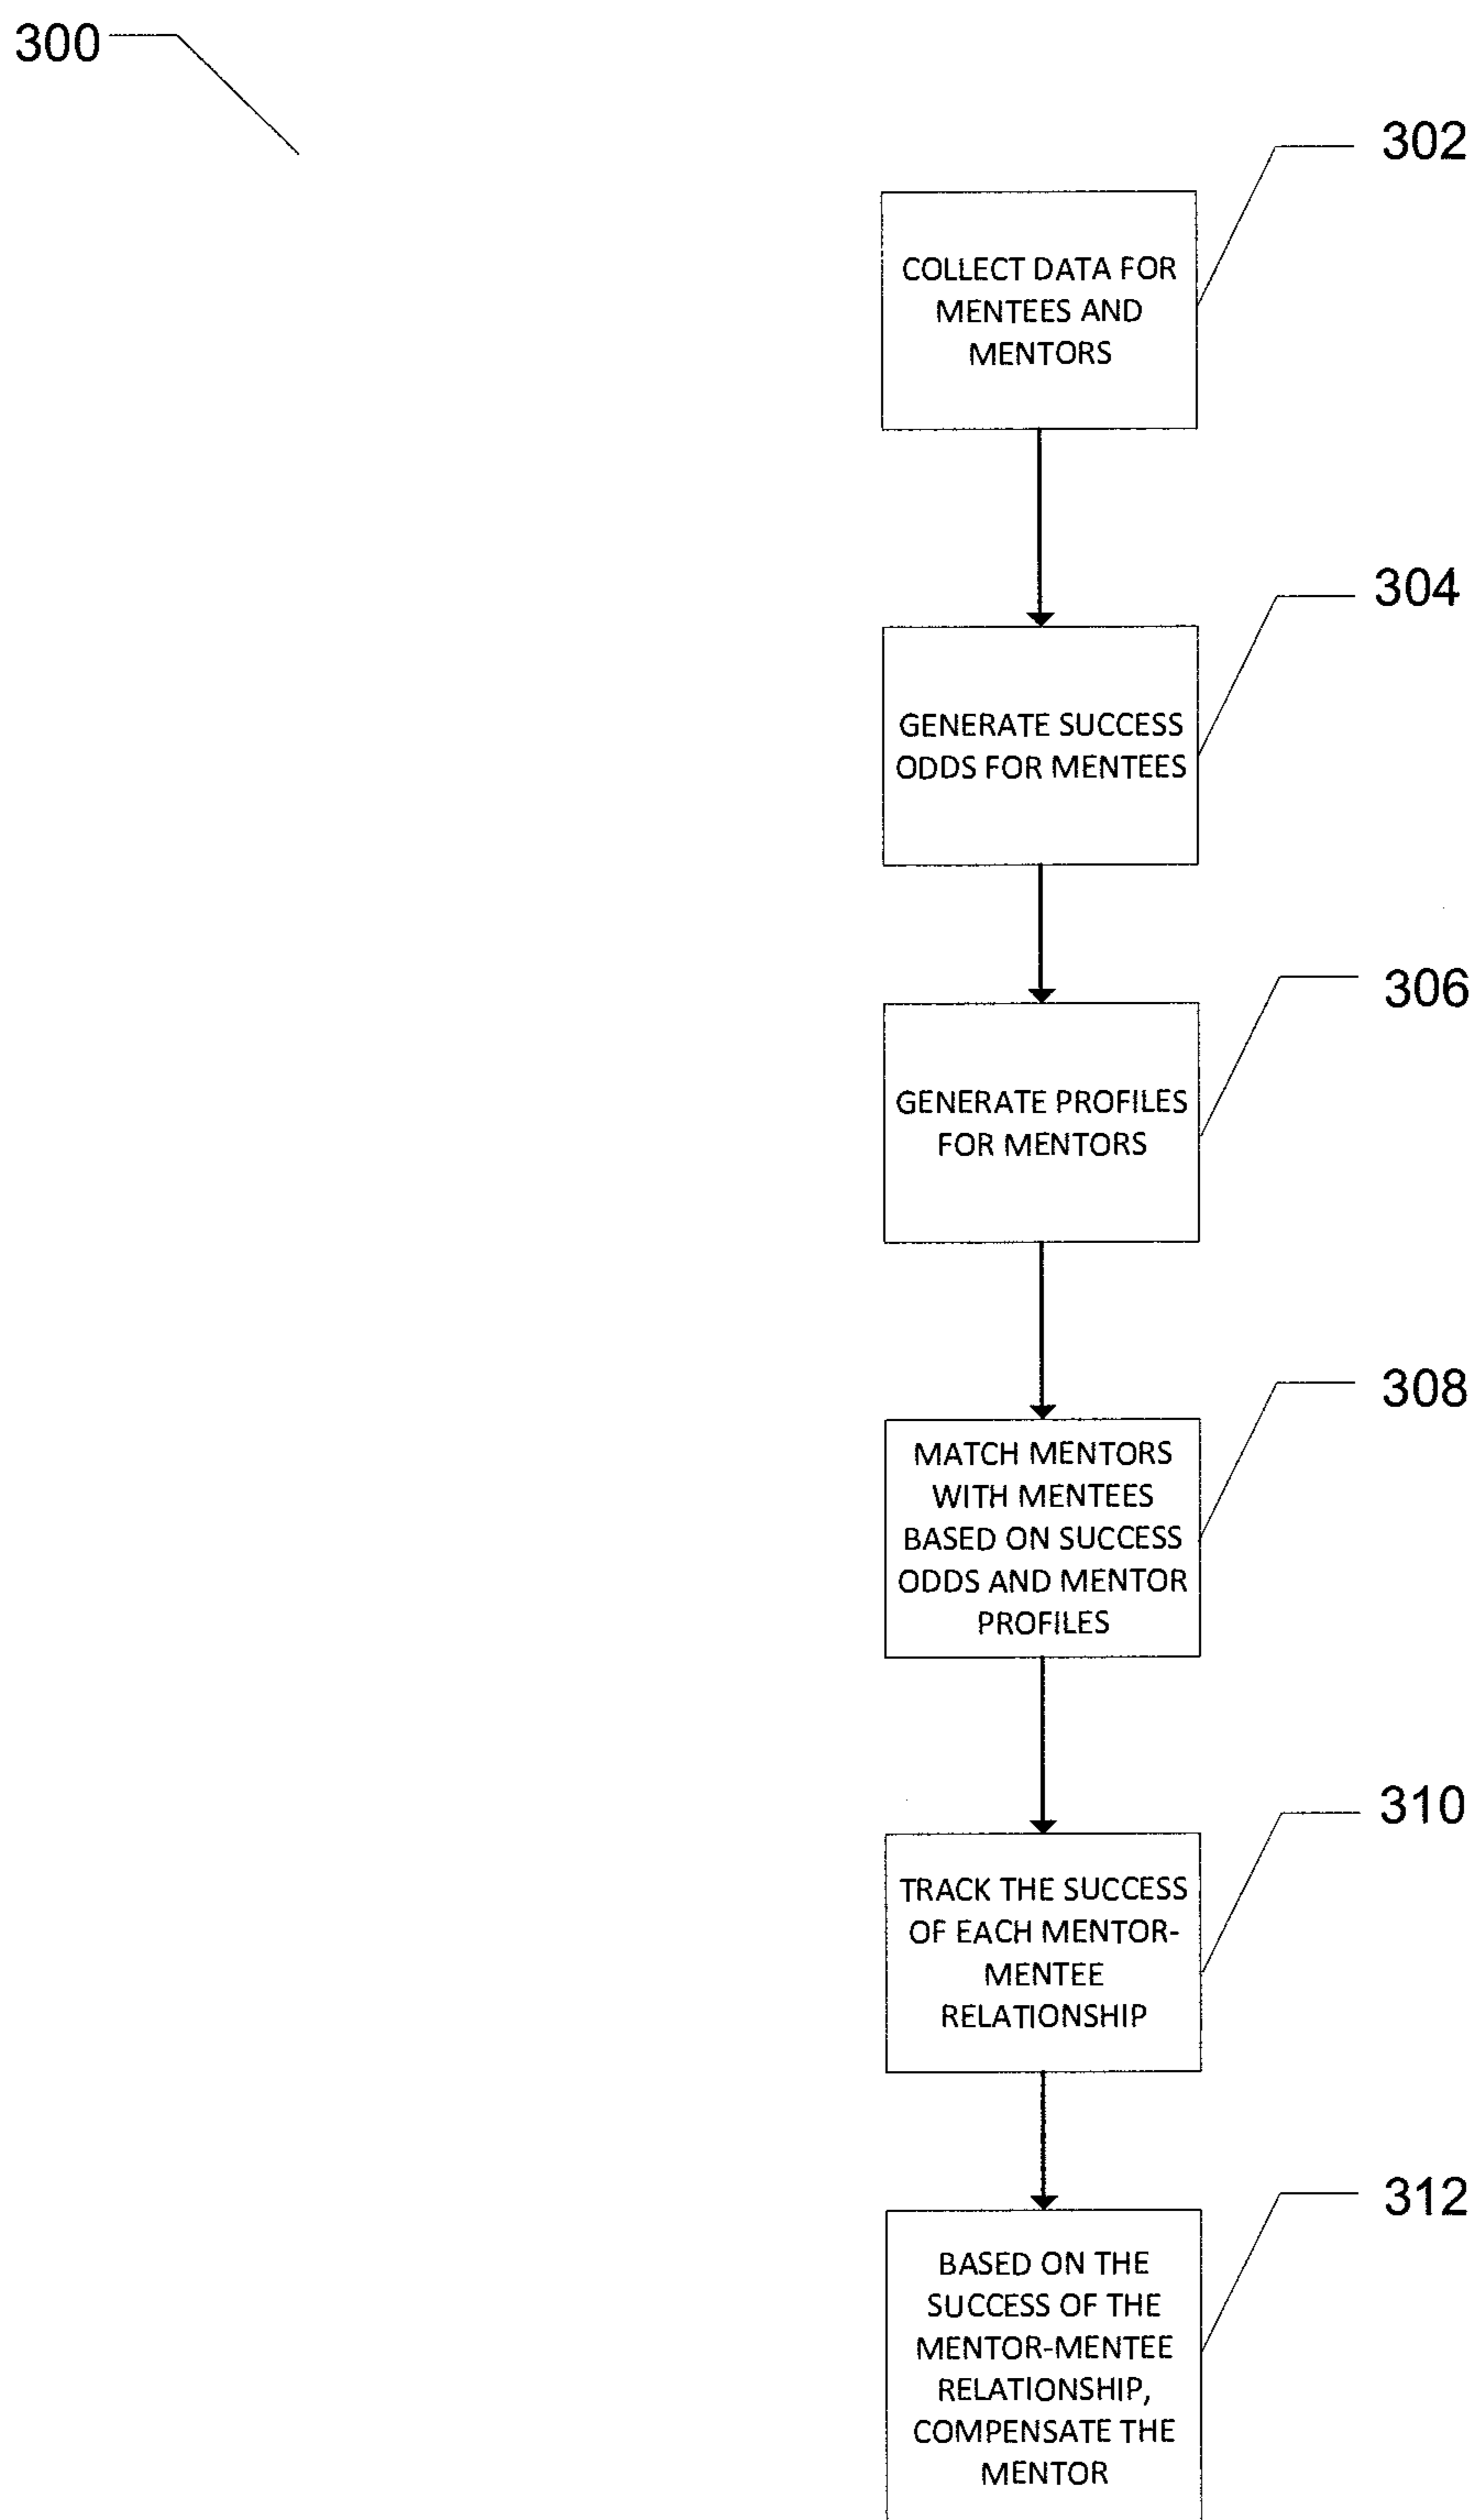 300
302
COLLECT DATA FOR
MENTEES AND
MENTORS
304
GENERATE SUCCESS
ODDS FOR MENTEES
306
GENERATE PROFILES
FOR MENTORS
308
MATCH MENTORS
WITH MENTEES
BASED ON SUCCESS
ODDS AND MENTOR
PROFILES
310
TRACK THE SUCCESS
OF EACH MENTOR-
MENTEE
RELATIONSHIP
312
BASED ON THE
SUCCESS OF THE
MENTOR-MENTEE
RELATIONSHIP,
COMPENSATE THE
MENTOR